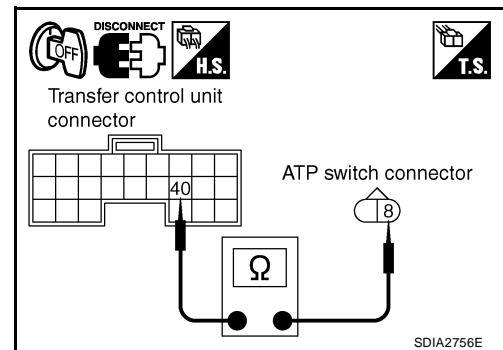 OFF
DISCONNECT
H.S.
T.S.
Transfer control unit
connector
ATP switch connector
40
8
Ω
SDIA2756E